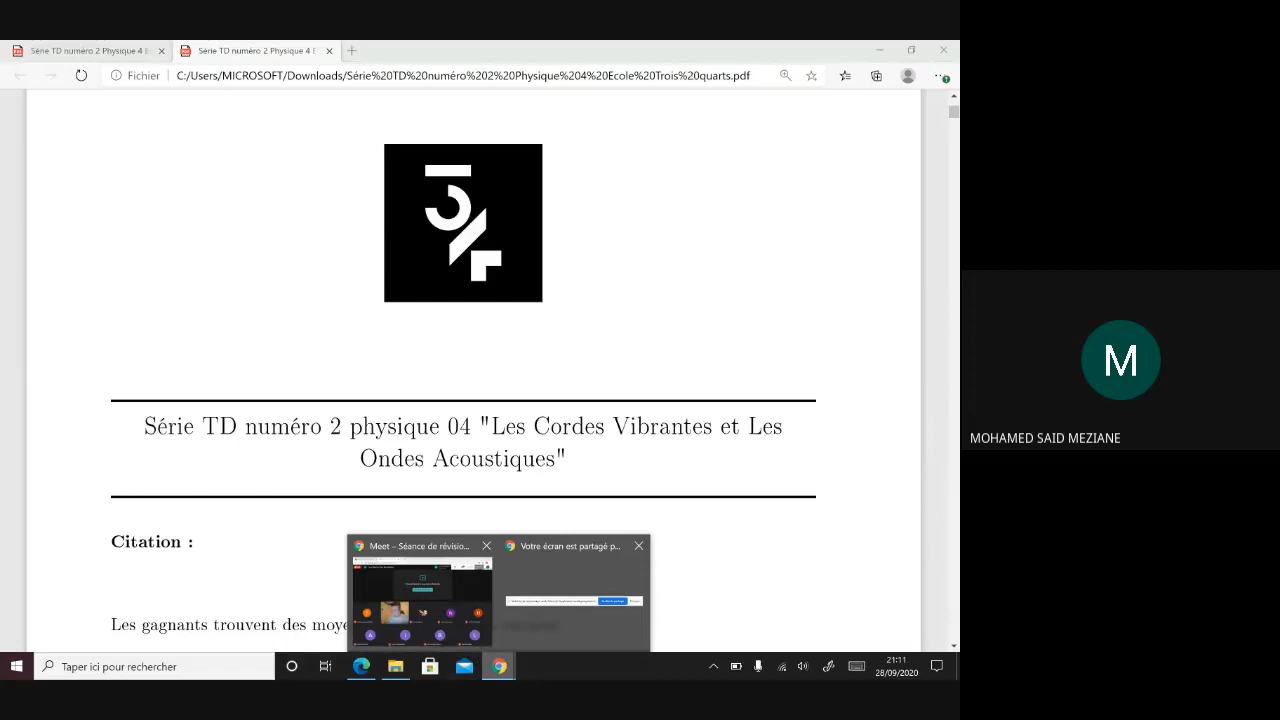 Série TD numéro 2 Physique 4 E
Série TD numéro 2 Physique 4 E
Fichier
C:/Users/MICROSOFT/Downloads/Série%20TD%20numéro%202%20Physique%204%20Ecole%20Trois%20quarts.pdf
Série TD numéro 2 physique 04 "Les Cordes Vibrantes et Les
Ondes Acoustiques"
Citation :
Les gagnants trouvent des moye
Meet – Séance de révisio...
Votre écran est partagé p...
M
MOHAMED SAID MEZIANE
Taper ici pour rechercher
21:11
28/09/2020